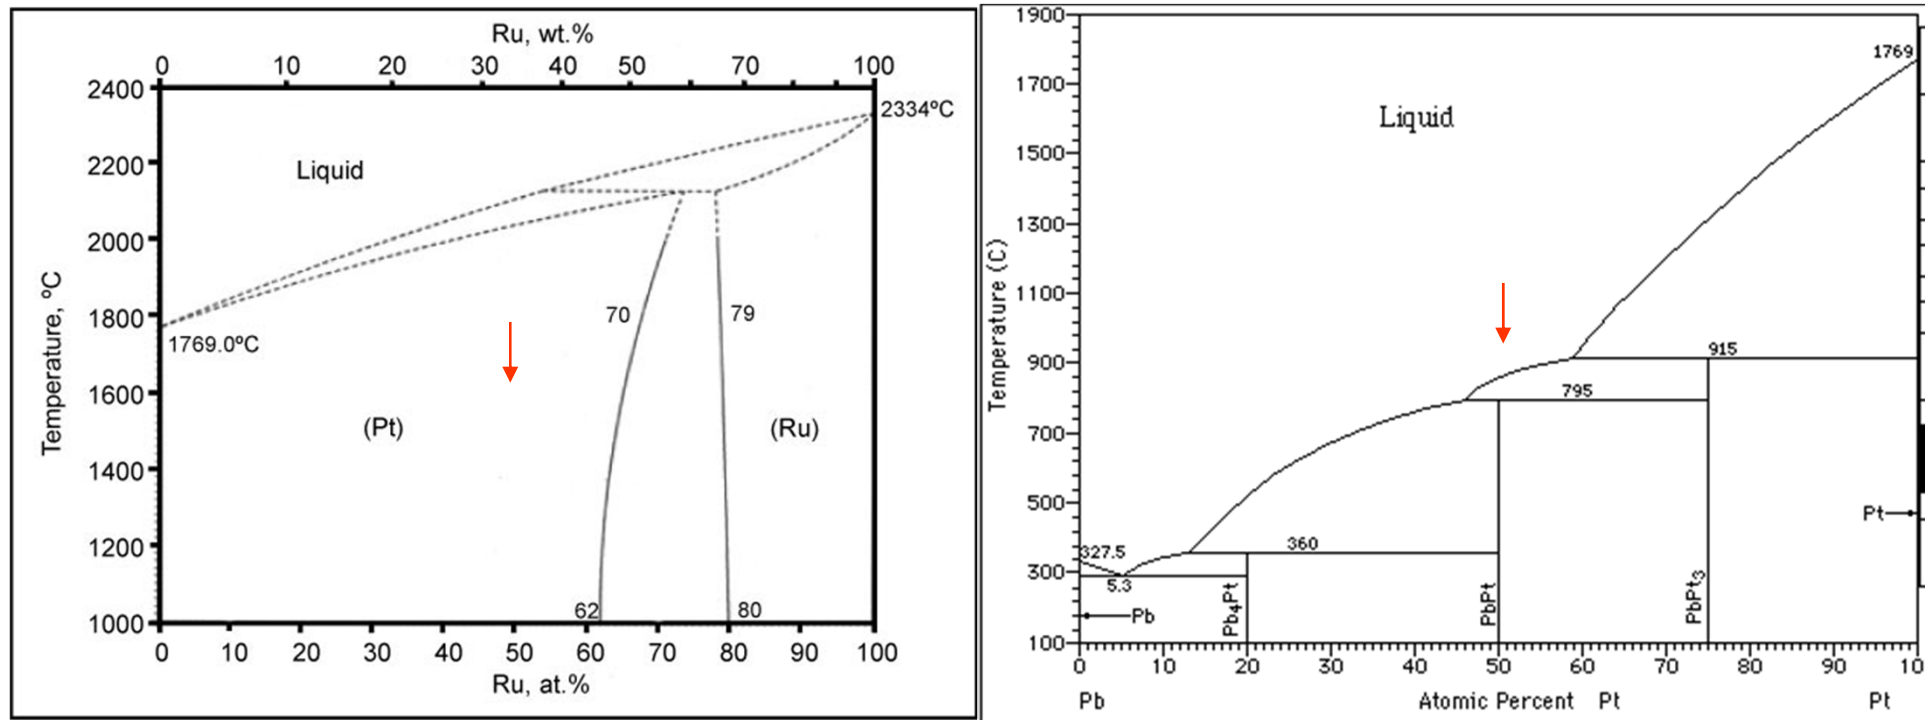 Ru, wt.%
0 10 20 30 40 50 70 100
2400
2200
2000
1800
1600
1400
1200
1000
Temperature, ºC
Liquid
2334ºC
1769.0ºC
70
79
(Pt)
(Ru)
62
80
0 10 20 30 40 50 60 70 80 90 100
Ru, at.%
1900
1700
1500
1300
1100
900
700
500
300
100
Temperature (C)
1769
Liquid
915
795
360
327.5
5.3
Pt
Pb
Pb4Pt
PbPt
PbPt3
0 10 20 30 40 50 60 70 80 90 10
Pb Atomic Percent Pt Pt